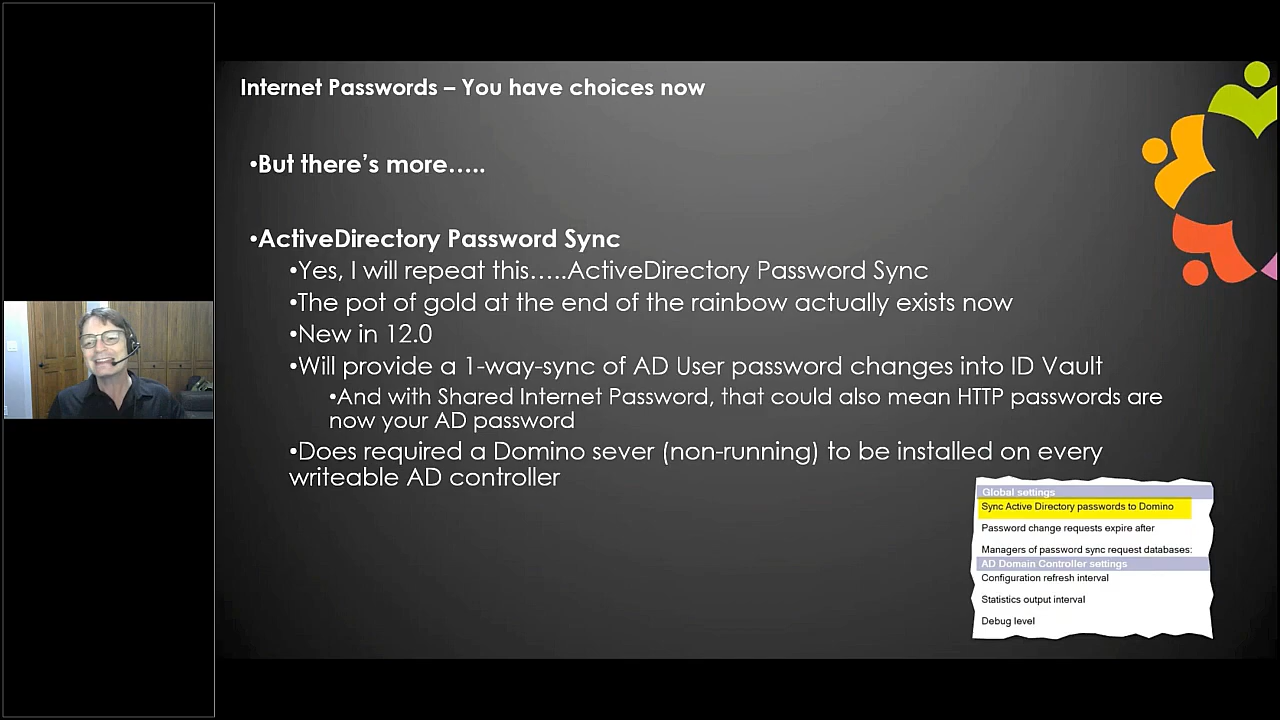 Internet Passwords – You have choices now
•But there's more…..
•ActiveDirectory Password Sync
•Yes, I will repeat this…..ActiveDirectory Password Sync
•The pot of gold at the end of the rainbow actually exists now
•New in 12.0
•Will provide a 1-way-sync of AD User password changes into ID Vault
•And with Shared Internet Password, that could also mean HTTP passwords are
now your AD password
•Does required a Domino sever (non-running) to be installed on every
writeable AD controller
Global settings
Sync Active Directory passwords to Domino
Password change requests expire after
Managers of password sync request databases:
AD Domain Controller settings
Configuration refresh interval
Statistics output interval
Debug level